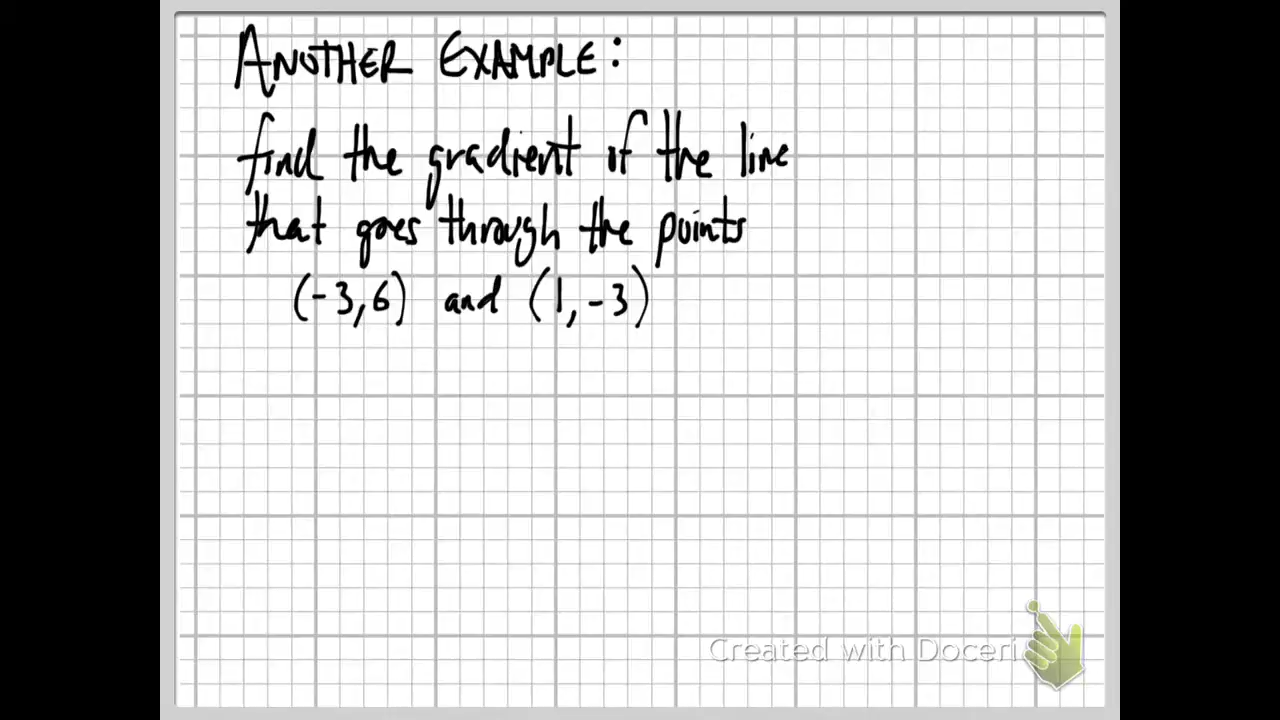 ANOTHER EXAMPLE:
find the gradient of the line
that goes through the points
(-3,6) and (1,-3)
Created with Doceri